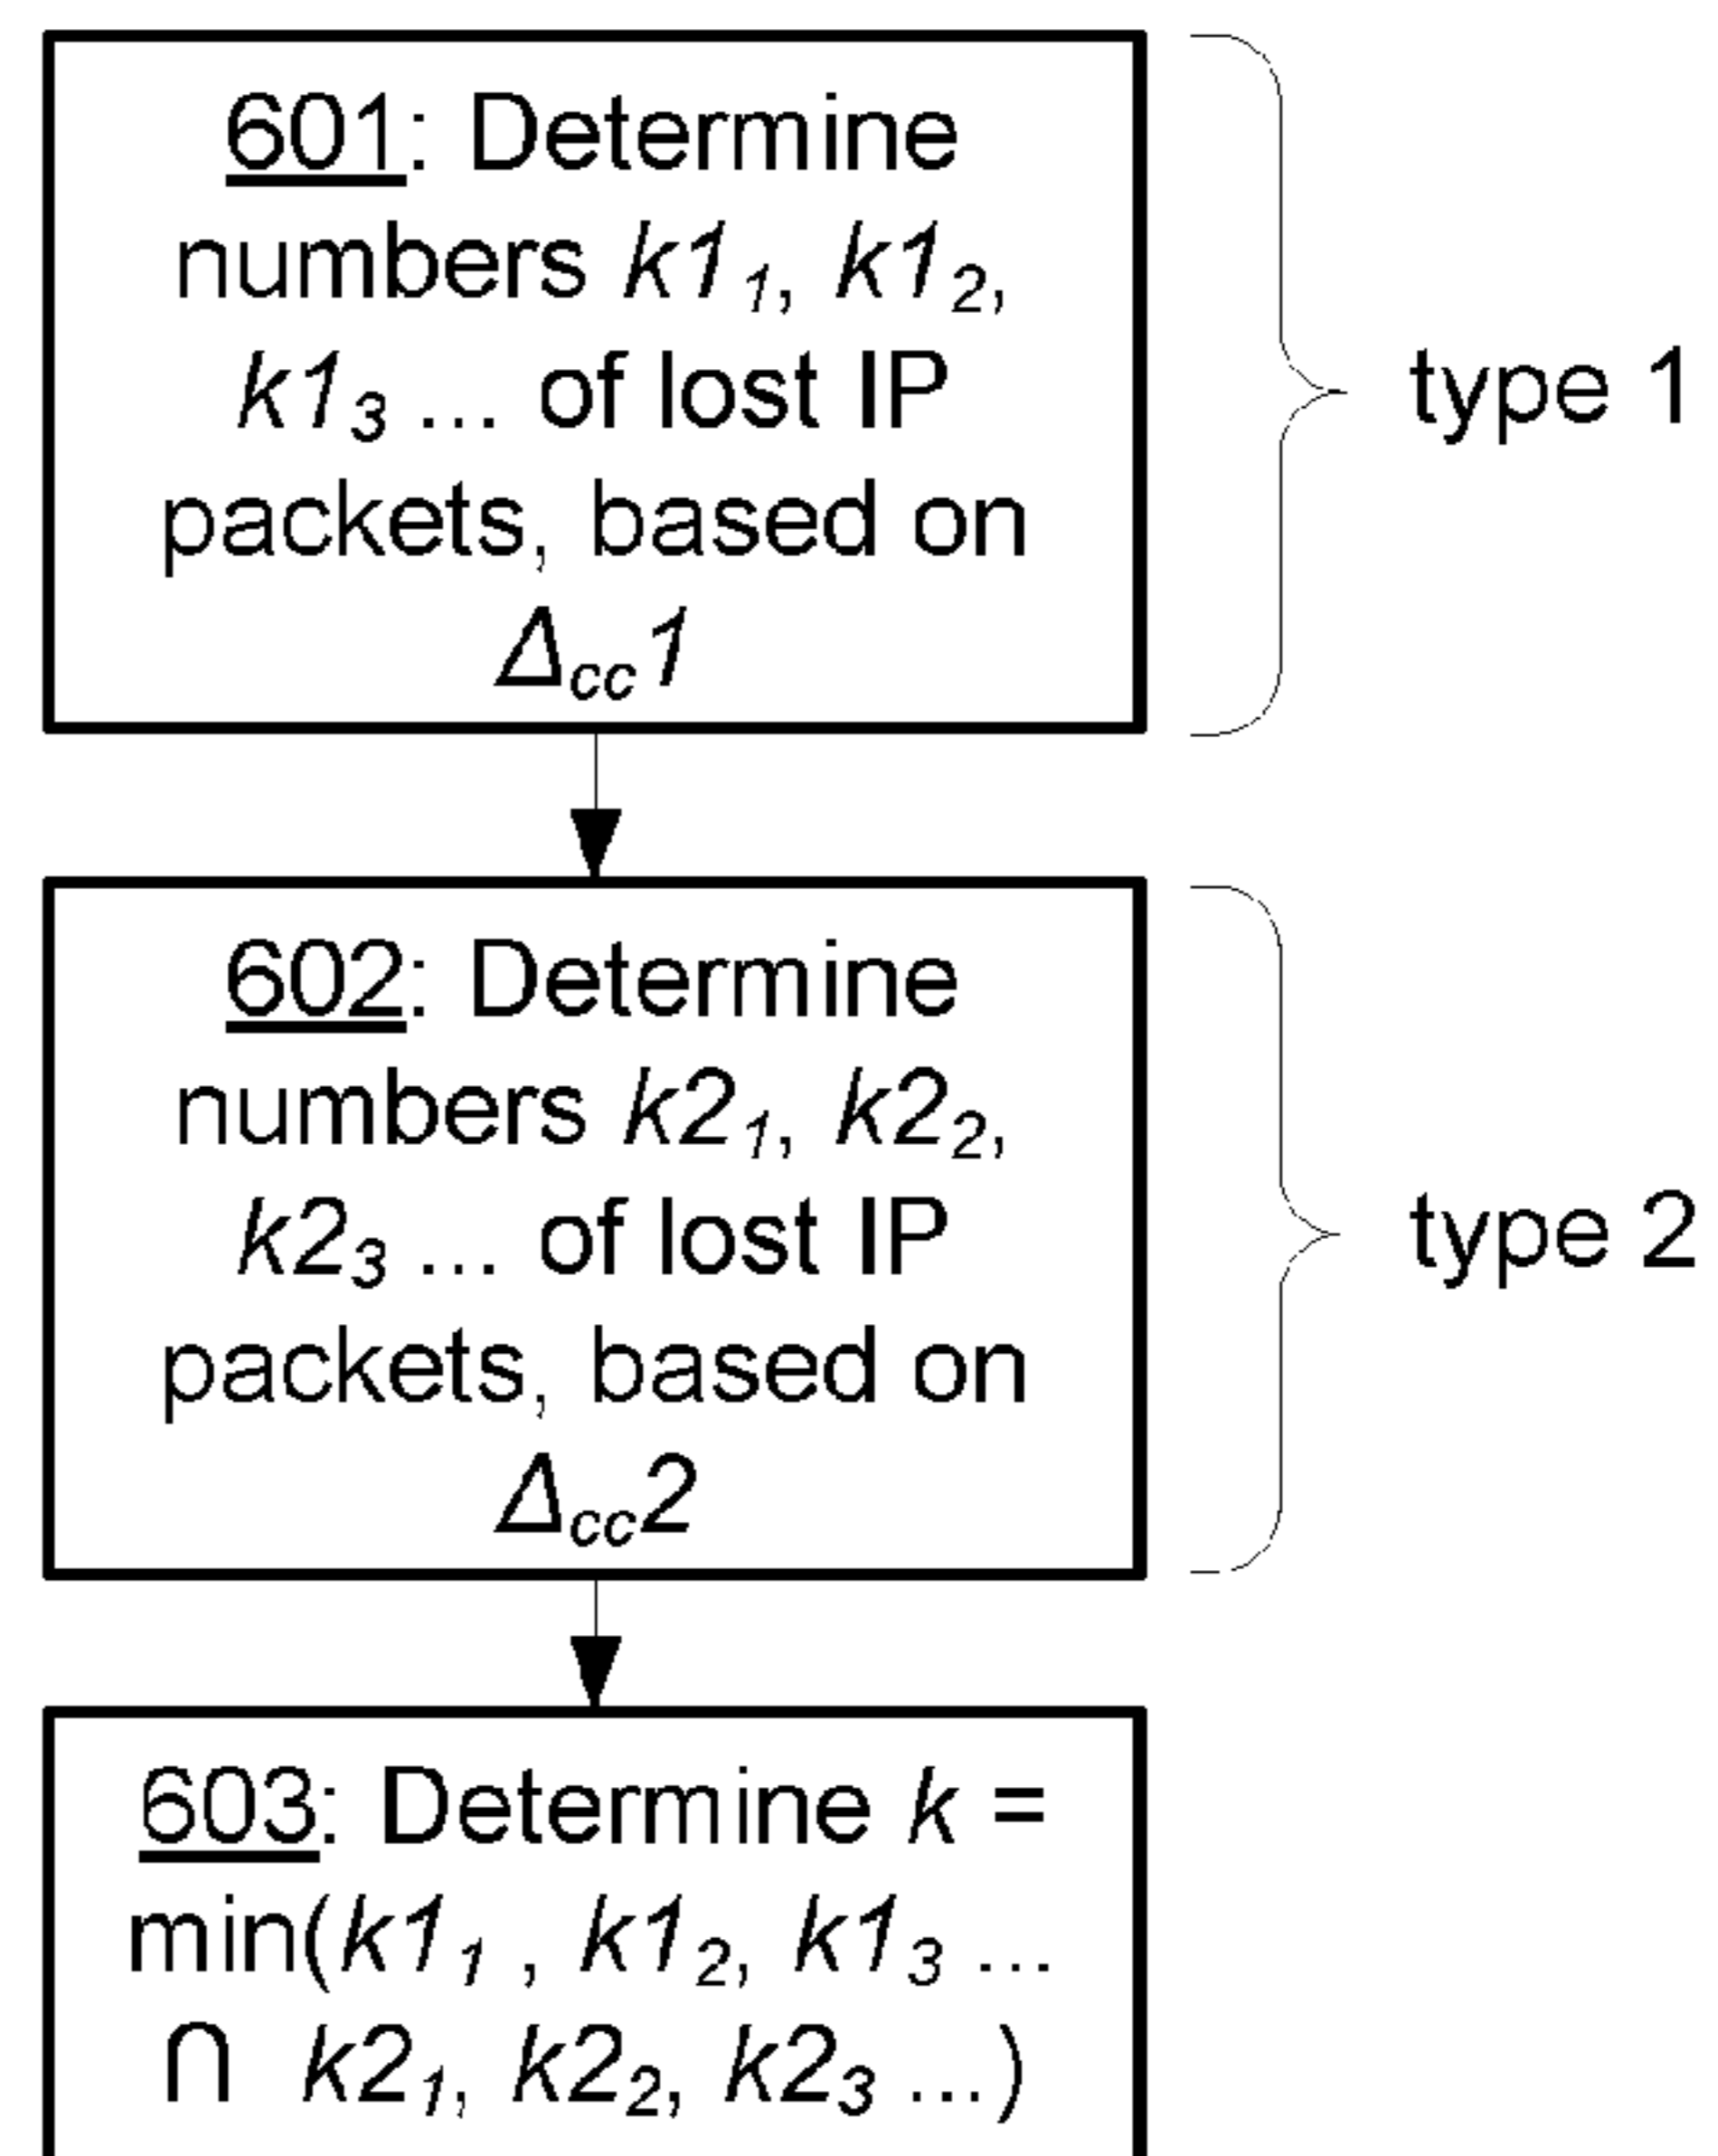 601: Determine
numbers k1₁, k1₂,
k1₃ ... of lost IP
packets, based on
Δcc1
type 1
602: Determine
numbers k2₁, k2₂,
k2₃ ... of lost IP
packets, based on
Δcc2
type 2
603: Determine k =
min(k1₁ , k1₂, k1₃ ...
∩ k2₁, k2₂, k2₃ ...)